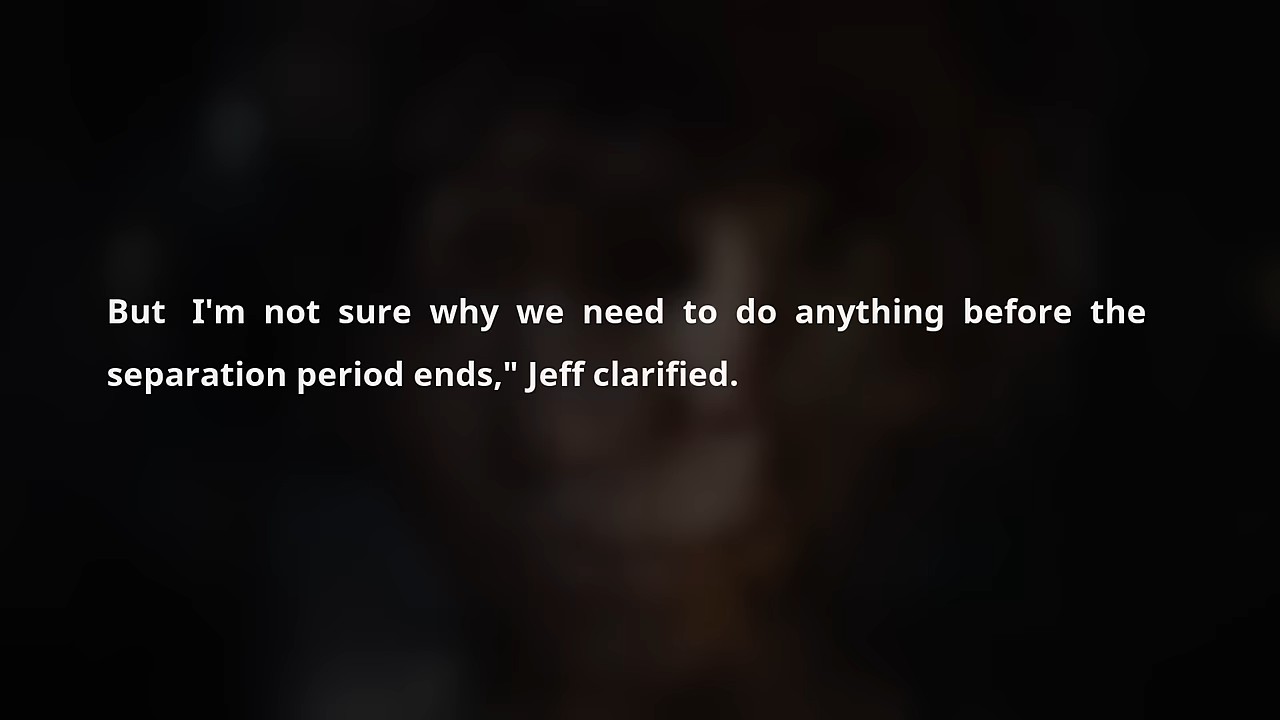 But I'm not sure why we need to do anything before the
separation period ends," Jeff clarified.